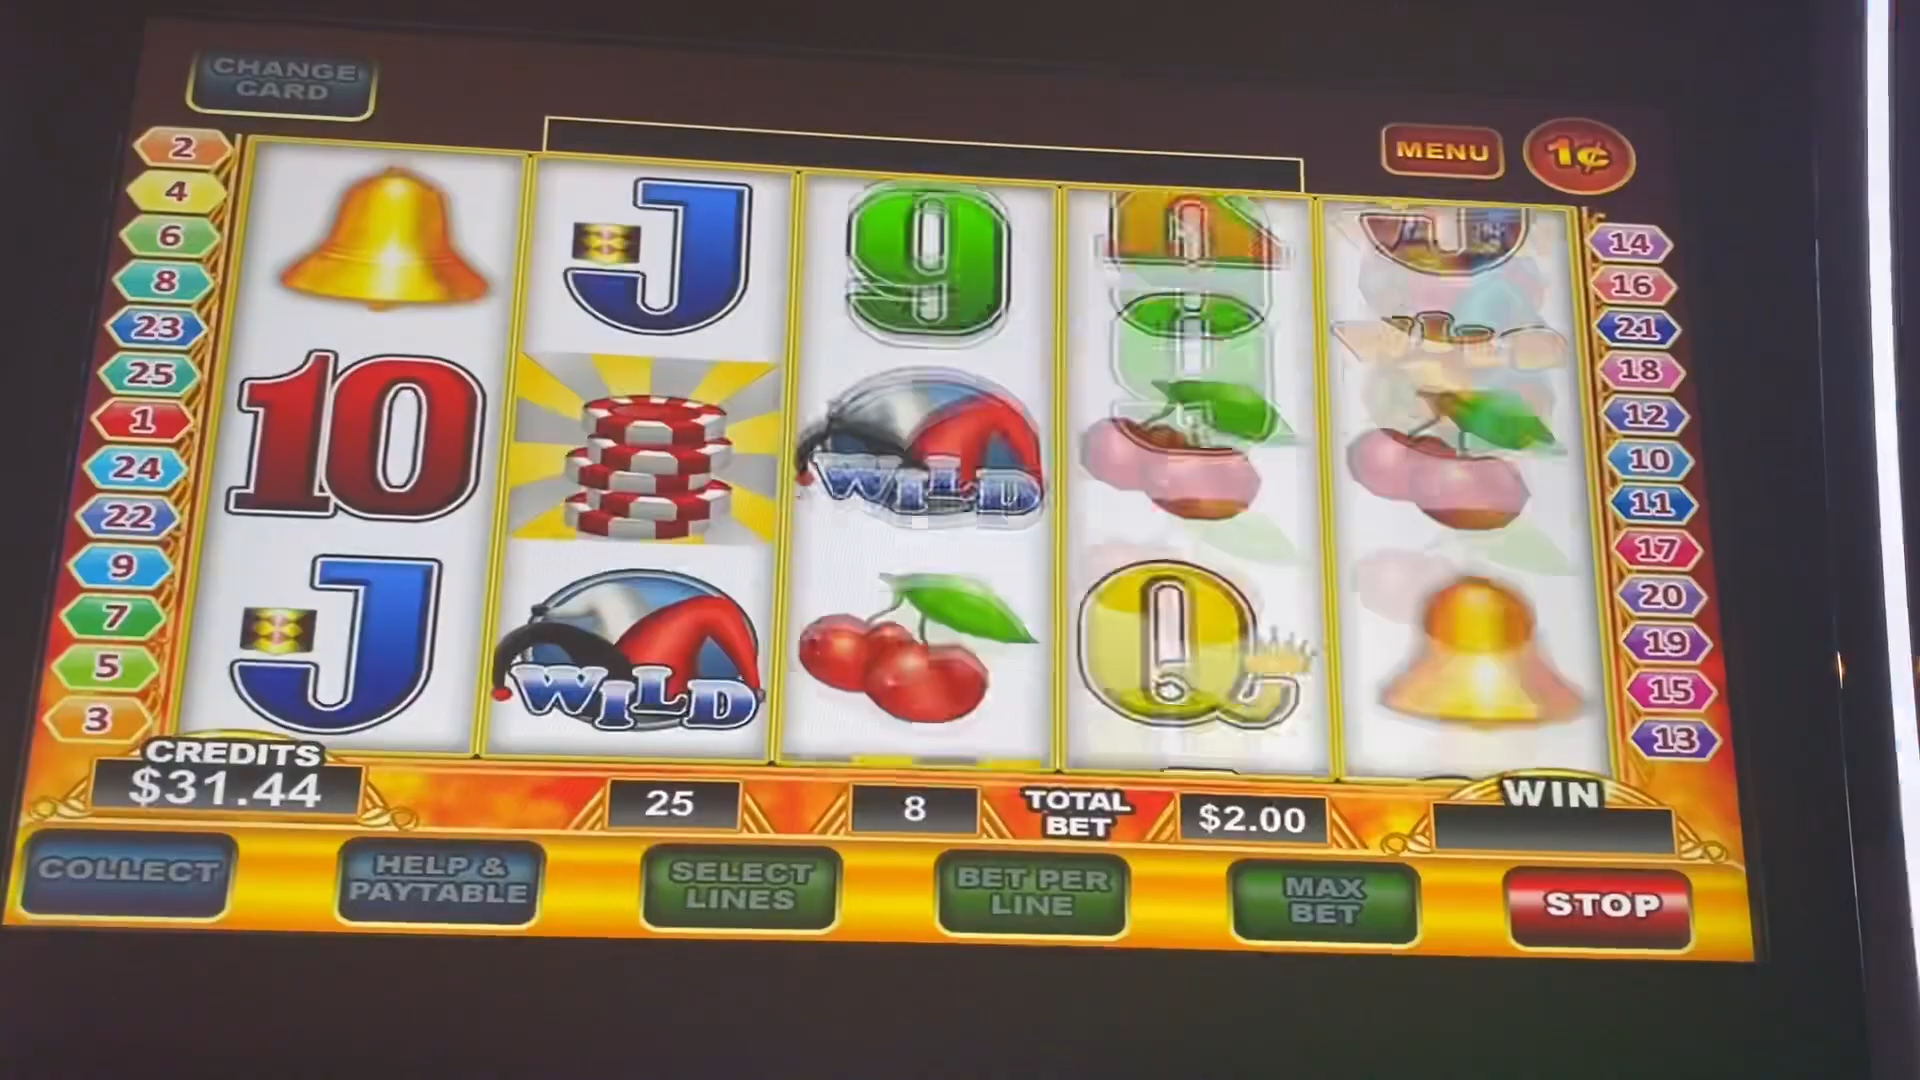 CHANGE
CARD
MENU
1¢
2
4
6
8
23
25
1
24
22
9
7
5
3
J
9
10
WILD
WILD
J
Q
14
16
21
18
12
10
11
17
20
19
15
13
CREDITS
$31.44
25
8
TOTAL
BET
$2.00
WIN
COLLECT
HELP &
PAYTABLE
SELECT
LINES
BET PER
LINE
MAX
BET
STOP